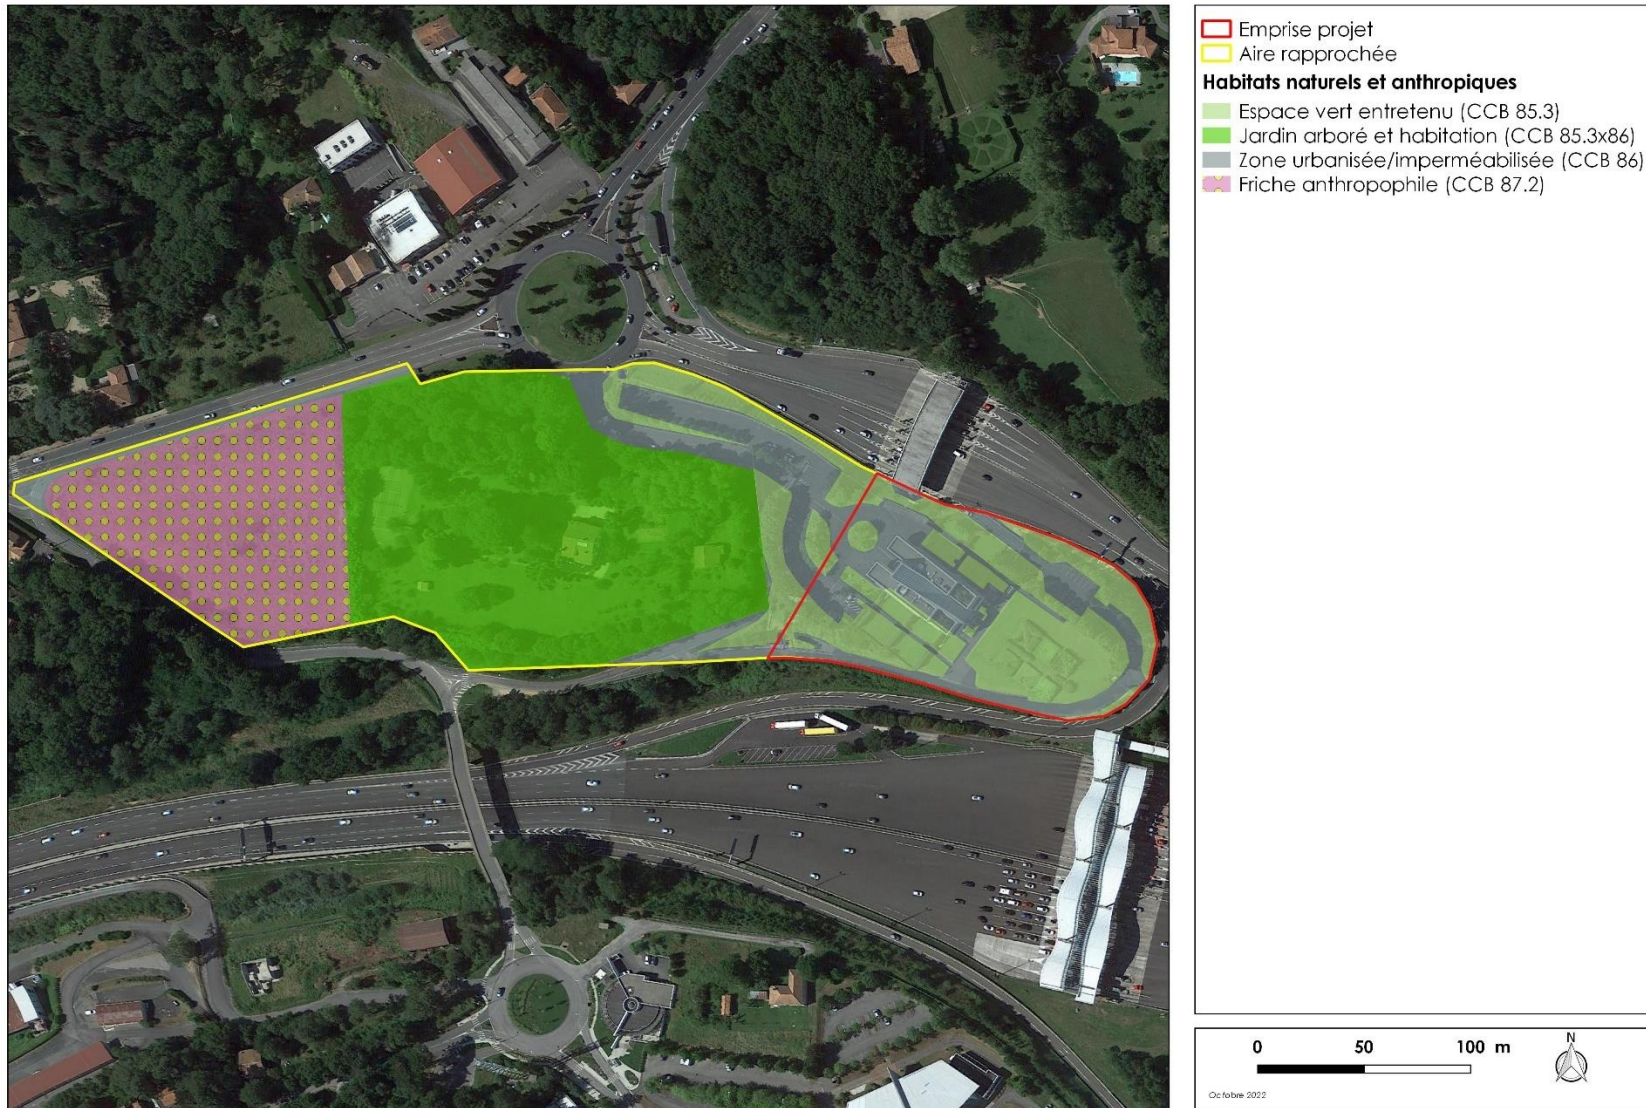 Emprise projet
Aire rapprochée
Habitats naturels et anthropiques
Espace vert entretenu (CCB 85.3)
Jardin arboré et habitation (CCB 85.3x86)
Zone urbanisée/imperméabilisée (CCB 86)
Friche anthropophile (CCB 87.2)
0 50 100 m
N
Octobre 2022